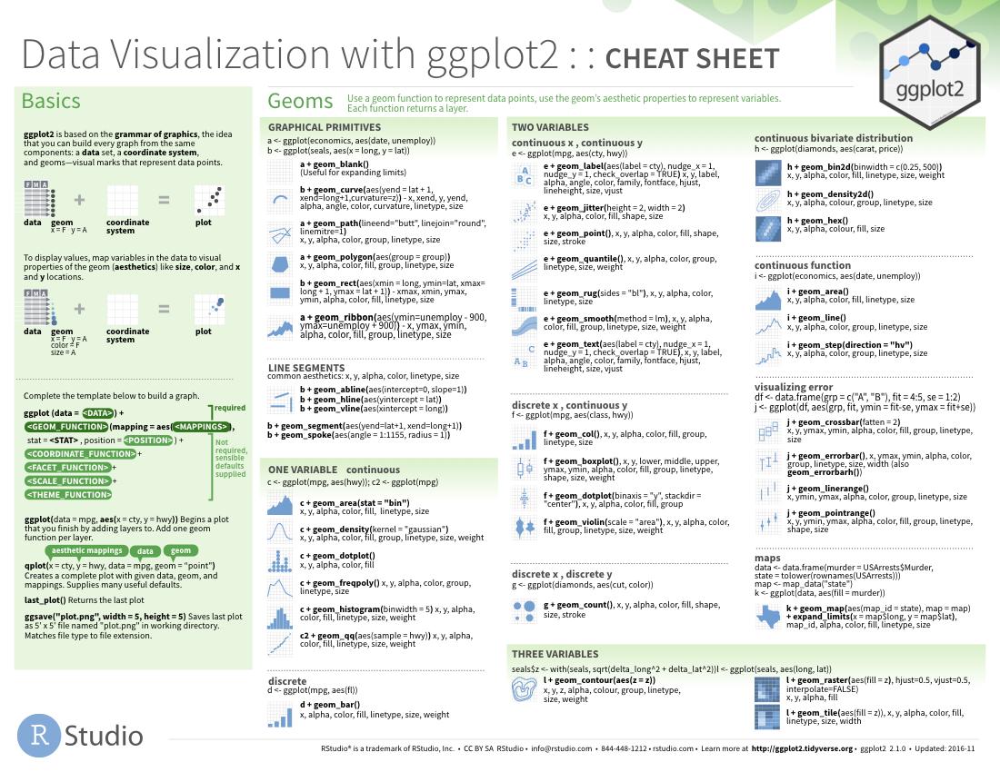 Data Visualization with ggplot2 : : CHEAT SHEET
ggplot2
Basics
ggplot2 is based on the grammar of graphics, the idea
that you can build every graph from the same
components: a data set, a coordinate system,
and geoms—visual marks that represent data points.
F M A
+
=
data geom coordinate plot
x = F y = A system
To display values, map variables in the data to visual
properties of the geom (aesthetics) like size, color, and x
and y locations.
F M A
+
=
data geom coordinate plot
x = F y = A system
color = F
size = A
Complete the template below to build a graph.
required
ggplot (data = <DATA>) +
<GEOM_FUNCTION>(mapping = aes(<MAPPINGS>),
stat = <STAT> , position = <POSITION>) +
<COORDINATE_FUNCTION>+
<FACET_FUNCTION>+
<SCALE_FUNCTION>+
<THEME_FUNCTION>
Not
required,
sensible
defaults
supplied
ggplot(data = mpg, aes(x = cty, y = hwy)) Begins a plot
that you finish by adding layers to. Add one geom
function per layer.
aesthetic mappings data geom
qplot(x = cty, y = hwy, data = mpg, geom = "point")
Creates a complete plot with given data, geom, and
mappings. Supplies many useful defaults.
last_plot() Returns the last plot
ggsave("plot.png", width = 5, height = 5) Saves last plot
as 5' x 5' file named "plot.png" in working directory.
Matches file type to file extension.
Geoms
Use a geom function to represent data points, use the geom's aesthetic properties to represent variables.
Each function returns a layer.
GRAPHICAL PRIMITIVES
a <- ggplot(economics, aes(date, unemploy))
b <- ggplot(seals, aes(x = long, y = lat))
a + geom_blank()
(Useful for expanding limits)
b + geom_curve(aes(yend = lat + 1,
xend=long+1,curvature=z)) - x, xend, y, yend,
alpha, angle, color, curvature, linetype, size
a + geom_path(lineend="butt", linejoin="round",
linemitre=1)
x, y, alpha, color, group, linetype, size
a + geom_polygon(aes(group = group))
x, y, alpha, color, fill, group, linetype, size
b + geom_rect(aes(xmin = long, ymin=lat, xmax=
long + 1, ymax = lat + 1)) - xmax, xmin, ymax,
ymin, alpha, color, fill, linetype, size
a + geom_ribbon(aes(ymin=unemploy - 900,
ymax=unemploy + 900)) - x, ymax, ymin,
alpha, color, fill, group, linetype, size
LINE SEGMENTS
common aesthetics: x, y, alpha, color, linetype, size
b + geom_abline(aes(intercept=0, slope=1))
b + geom_hline(aes(yintercept = lat))
b + geom_vline(aes(xintercept = long))
b + geom_segment(aes(yend=lat+1, xend=long+1))
b + geom_spoke(aes(angle = 1:1155, radius = 1))
ONE VARIABLE continuous
c <- ggplot(mpg, aes(hwy)); c2 <- ggplot(mpg)
c + geom_area(stat = "bin")
x, y, alpha, color, fill, linetype, size
c + geom_density(kernel = "gaussian")
x, y, alpha, color, fill, group, linetype, size, weight
c + geom_dotplot()
x, y, alpha, color, fill
c + geom_freqpoly() x, y, alpha, color, group,
linetype, size
c + geom_histogram(binwidth = 5) x, y, alpha,
color, fill, linetype, size, weight
c2 + geom_qq(aes(sample = hwy)) x, y, alpha,
color, fill, linetype, size, weight
discrete
d <- ggplot(mpg, aes(fl))
d + geom_bar()
x, alpha, color, fill, linetype, size, weight
TWO VARIABLES
continuous x , continuous y
e <- ggplot(mpg, aes(cty, hwy))
A B C
e + geom_label(aes(label = cty), nudge_x = 1,
nudge_y = 1, check_overlap = TRUE) x, y, label,
alpha, angle, color, family, fontface, hjust,
lineheight, size, vjust
e + geom_jitter(height = 2, width = 2)
x, y, alpha, color, fill, shape, size
e + geom_point(), x, y, alpha, color, fill, shape,
size, stroke
e + geom_quantile(), x, y, alpha, color, group,
linetype, size, weight
e + geom_rug(sides = "bl"), x, y, alpha, color,
linetype, size
e + geom_smooth(method = lm), x, y, alpha,
color, fill, group, linetype, size, weight
A B C
e + geom_text(aes(label = cty), nudge_x = 1,
nudge_y = 1, check_overlap = TRUE), x, y, label,
alpha, angle, color, family, fontface, hjust,
lineheight, size, vjust
discrete x , continuous y
f <- ggplot(mpg, aes(class, hwy))
f + geom_col(), x, y, alpha, color, fill, group,
linetype, size
f + geom_boxplot(), x, y, lower, middle, upper,
ymax, ymin, alpha, color, fill, group, linetype,
shape, size, weight
f + geom_dotplot(binaxis = "y", stackdir =
"center"), x, y, alpha, color, fill, group
f + geom_violin(scale = "area"), x, y, alpha, color,
fill, group, linetype, size, weight
discrete x , discrete y
g <- ggplot(diamonds, aes(cut, color))
g + geom_count(), x, y, alpha, color, fill, shape,
size, stroke
continuous bivariate distribution
h <- ggplot(diamonds, aes(carat, price))
h + geom_bin2d(binwidth = c(0.25, 500))
x, y, alpha, color, fill, linetype, size, weight
h + geom_density2d()
x, y, alpha, colour, group, linetype, size
h + geom_hex()
x, y, alpha, colour, fill, size
continuous function
i <- ggplot(economics, aes(date, unemploy))
i + geom_area()
x, y, alpha, color, fill, linetype, size
i + geom_line()
x, y, alpha, color, group, linetype, size
i + geom_step(direction = "hv")
x, y, alpha, color, group, linetype, size
visualizing error
df <- data.frame(grp = c("A", "B"), fit = 4:5, se = 1:2)
j <- ggplot(df, aes(grp, fit, ymin = fit-se, ymax = fit+se))
j + geom_crossbar(fatten = 2)
x, y, ymax, ymin, alpha, color, fill, group,
linetype, size
j + geom_errorbar(), x, ymax, ymin, alpha, color,
group, linetype, size, width (also
geom_errorbarh())
j + geom_linerange()
x, ymin, ymax, alpha, color, group, linetype, size
j + geom_pointrange()
x, y, ymin, ymax, alpha, color, fill, group, linetype,
shape, size
maps
data <- data.frame(murder = USArrests$Murder,
state = tolower(rownames(USArrests)))
map <- map_data("state")
k <- ggplot(data, aes(fill = murder))
k + geom_map(aes(map_id = state), map = map)
+ expand_limits(x = map$long, y = map$lat),
map_id, alpha, color, fill, linetype, size
THREE VARIABLES
seals$z <- with(seals, sqrt(delta_long^2 + delta_lat^2))l <- ggplot(seals, aes(long, lat))
l + geom_contour(aes(z = z))
x, y, z, alpha, colour, group, linetype,
size, weight
l + geom_raster(aes(fill = z), hjust=0.5, vjust=0.5,
interpolate=FALSE)
x, y, alpha, fill
l + geom_tile(aes(fill = z)), x, y, alpha, color, fill,
linetype, size, width
R Studio
RStudio® is a trademark of RStudio, Inc. • CC BY SA RStudio • info@rstudio.com • 844-448-1212 • rstudio.com • Learn more at http://ggplot2.tidyverse.org • ggplot2 2.1.0 • Updated: 2016-11